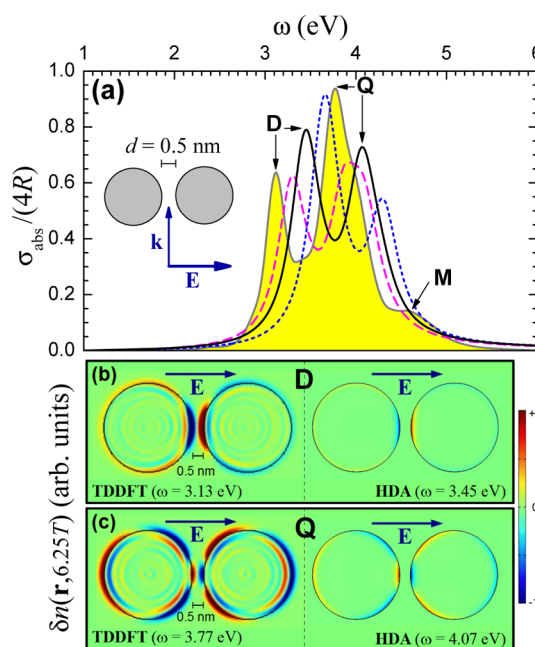 ω (eV)
1 2 3 4 5 6
(a)
Q
D
d = 0.5 nm
1.0
0.8
0.6
0.4
0.2
0.0
σabs/(4R)
k
E
M
(b)
E
D
E
0.5 nm
TDDFT (ω = 3.13 eV)
HDA (ω = 3.45 eV)
(c)
E
Q
E
0.5 nm
TDDFT (ω = 3.77 eV)
HDA (ω = 4.07 eV)
δn(r,6.25T) (arb. units)
0